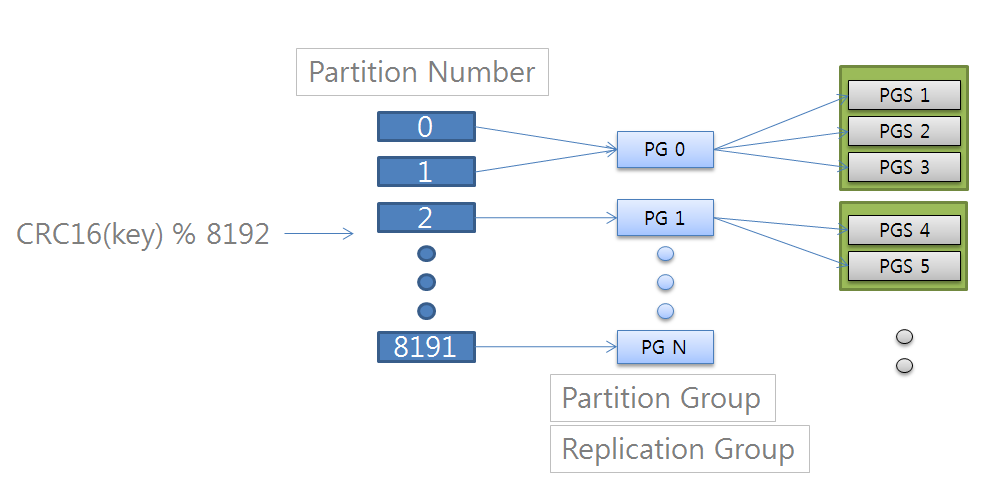 Partition Number
0
1
2
8191
CRC16(key) % 8192
PG 0
PG 1
PG N
PGS 1
PGS 2
PGS 3
PGS 4
PGS 5
Partition Group
Replication Group